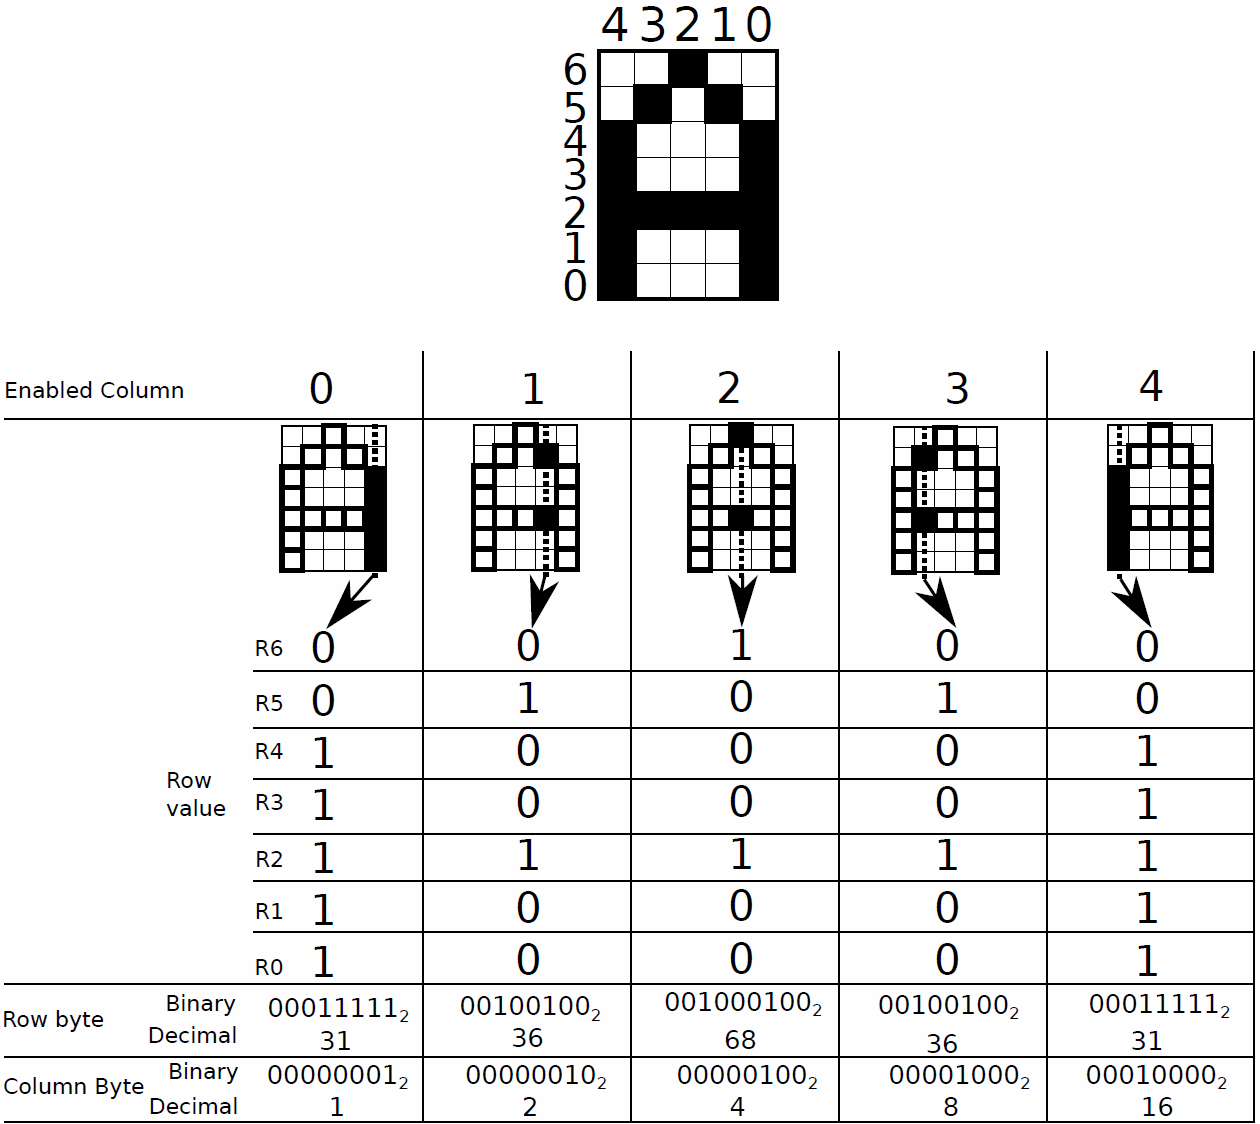 4 3 2 1 0
6
5
4
3
2
1
0
Enabled Column 0 1 2 3 4
R6 0 0 1 0 0
R5 0 1 0 1 0
R4 1 0 0 0 1
Row value
R3 1 0 0 0 1
R2 1 1 1 1 1
R1 1 0 0 0 1
R0 1 0 0 0 1
Row byte Binary 00011111₂ 00100100₂ 001000100₂ 00100100₂ 00011111₂
Decimal 31 36 68 36 31
Column Byte Binary 00000001₂ 00000010₂ 00000100₂ 00001000₂ 00010000₂
Decimal 1 2 4 8 16